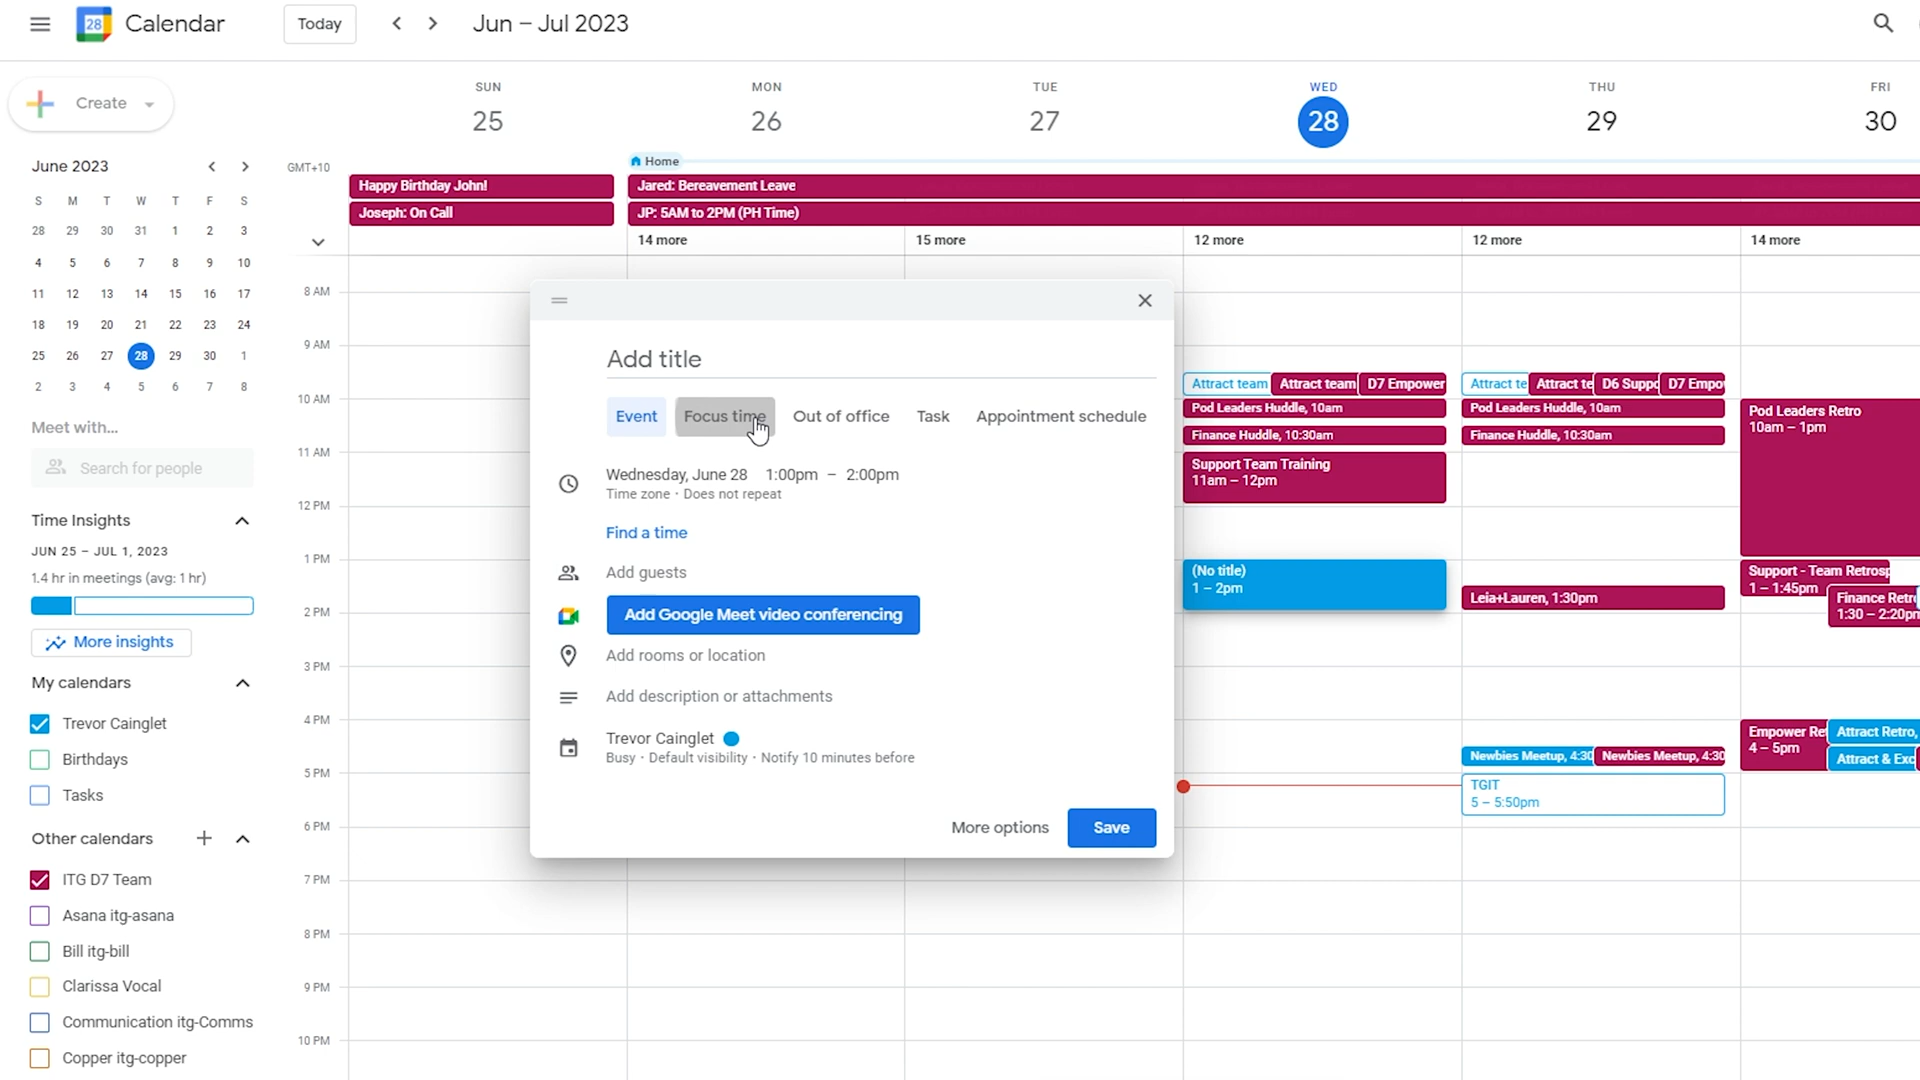 28 Calendar Today Jun – Jul 2023
Create
SUN MON TUE WED THU FRI
25 26 27 28 29 30
GMT+10
Home
Happy Birthday John!
Jared: Bereavement Leave
Joseph: On Call
JP: 5AM to 2PM (PH Time)
14 more 15 more 12 more 12 more 14 more
June 2023
S M T W T F S
28 29 30 31 1 2 3
4 5 6 7 8 9 10
11 12 13 14 15 16 17
18 19 20 21 22 23 24
25 26 27 28 29 30 1
2 3 4 5 6 7 8
Meet with...
Search for people
Time Insights
JUN 25 – JUL 1, 2023
1.4 hr in meetings (avg: 1 hr)
More insights
My calendars
Trevor Cainglet
Birthdays
Tasks
Other calendars
ITG D7 Team
Asana itg-asana
Bill itg-bill
Clarissa Vocal
Communication itg-Comms
Copper itg-copper
8 AM
9 AM
10 AM
11 AM
12 PM
1 PM
2 PM
3 PM
4 PM
5 PM
6 PM
7 PM
8 PM
9 PM
10 PM
Add title
Event Focus time Out of office Task Appointment schedule
Wednesday, June 28 1:00pm – 2:00pm
Time zone · Does not repeat
Find a time
Add guests
Add Google Meet video conferencing
Add rooms or location
Add description or attachments
Trevor Cainglet
Busy · Default visibility · Notify 10 minutes before
More options Save
Attract team Attract team D7 Empower
Pod Leaders Huddle, 10am
Finance Huddle, 10:30am
Support Team Training
11am – 12pm
(No title)
1 – 2pm
Attract te Attract te D6 Suppo D7 Empo
Pod Leaders Huddle, 10am
Finance Huddle, 10:30am
Leia+Lauren, 1:30pm
Newbies Meetup, 4:30 Newbies Meetup, 4:30
TGIT
5 – 5:50pm
Pod Leaders Retro
10am – 1pm
Support - Team Retrosp
1 – 1:45pm
Finance Retr
1:30 – 2:20pm
Empower Re
4 – 5pm
Attract Retro,
Attract & Exc